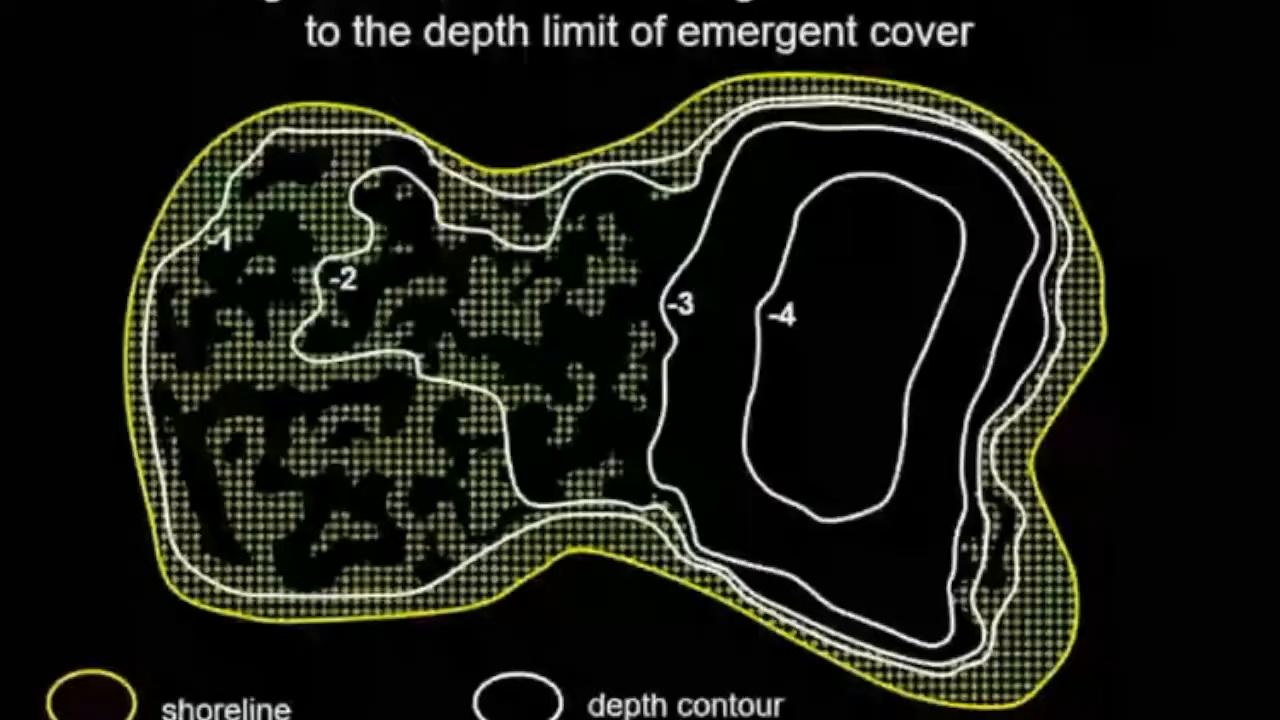 to the depth limit of emergent cover
-1
-2
-3
-4
shoreline
depth contour